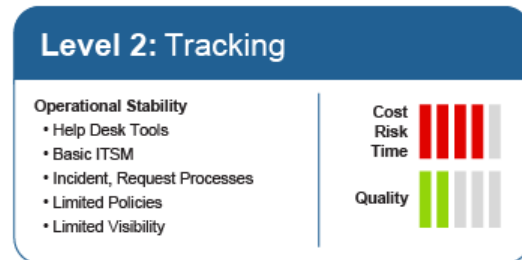 Level 2: Tracking
Operational Stability
• Help Desk Tools
• Basic ITSM
• Incident, Request Processes
• Limited Policies
• Limited Visibility
Cost
Risk
Time
Quality